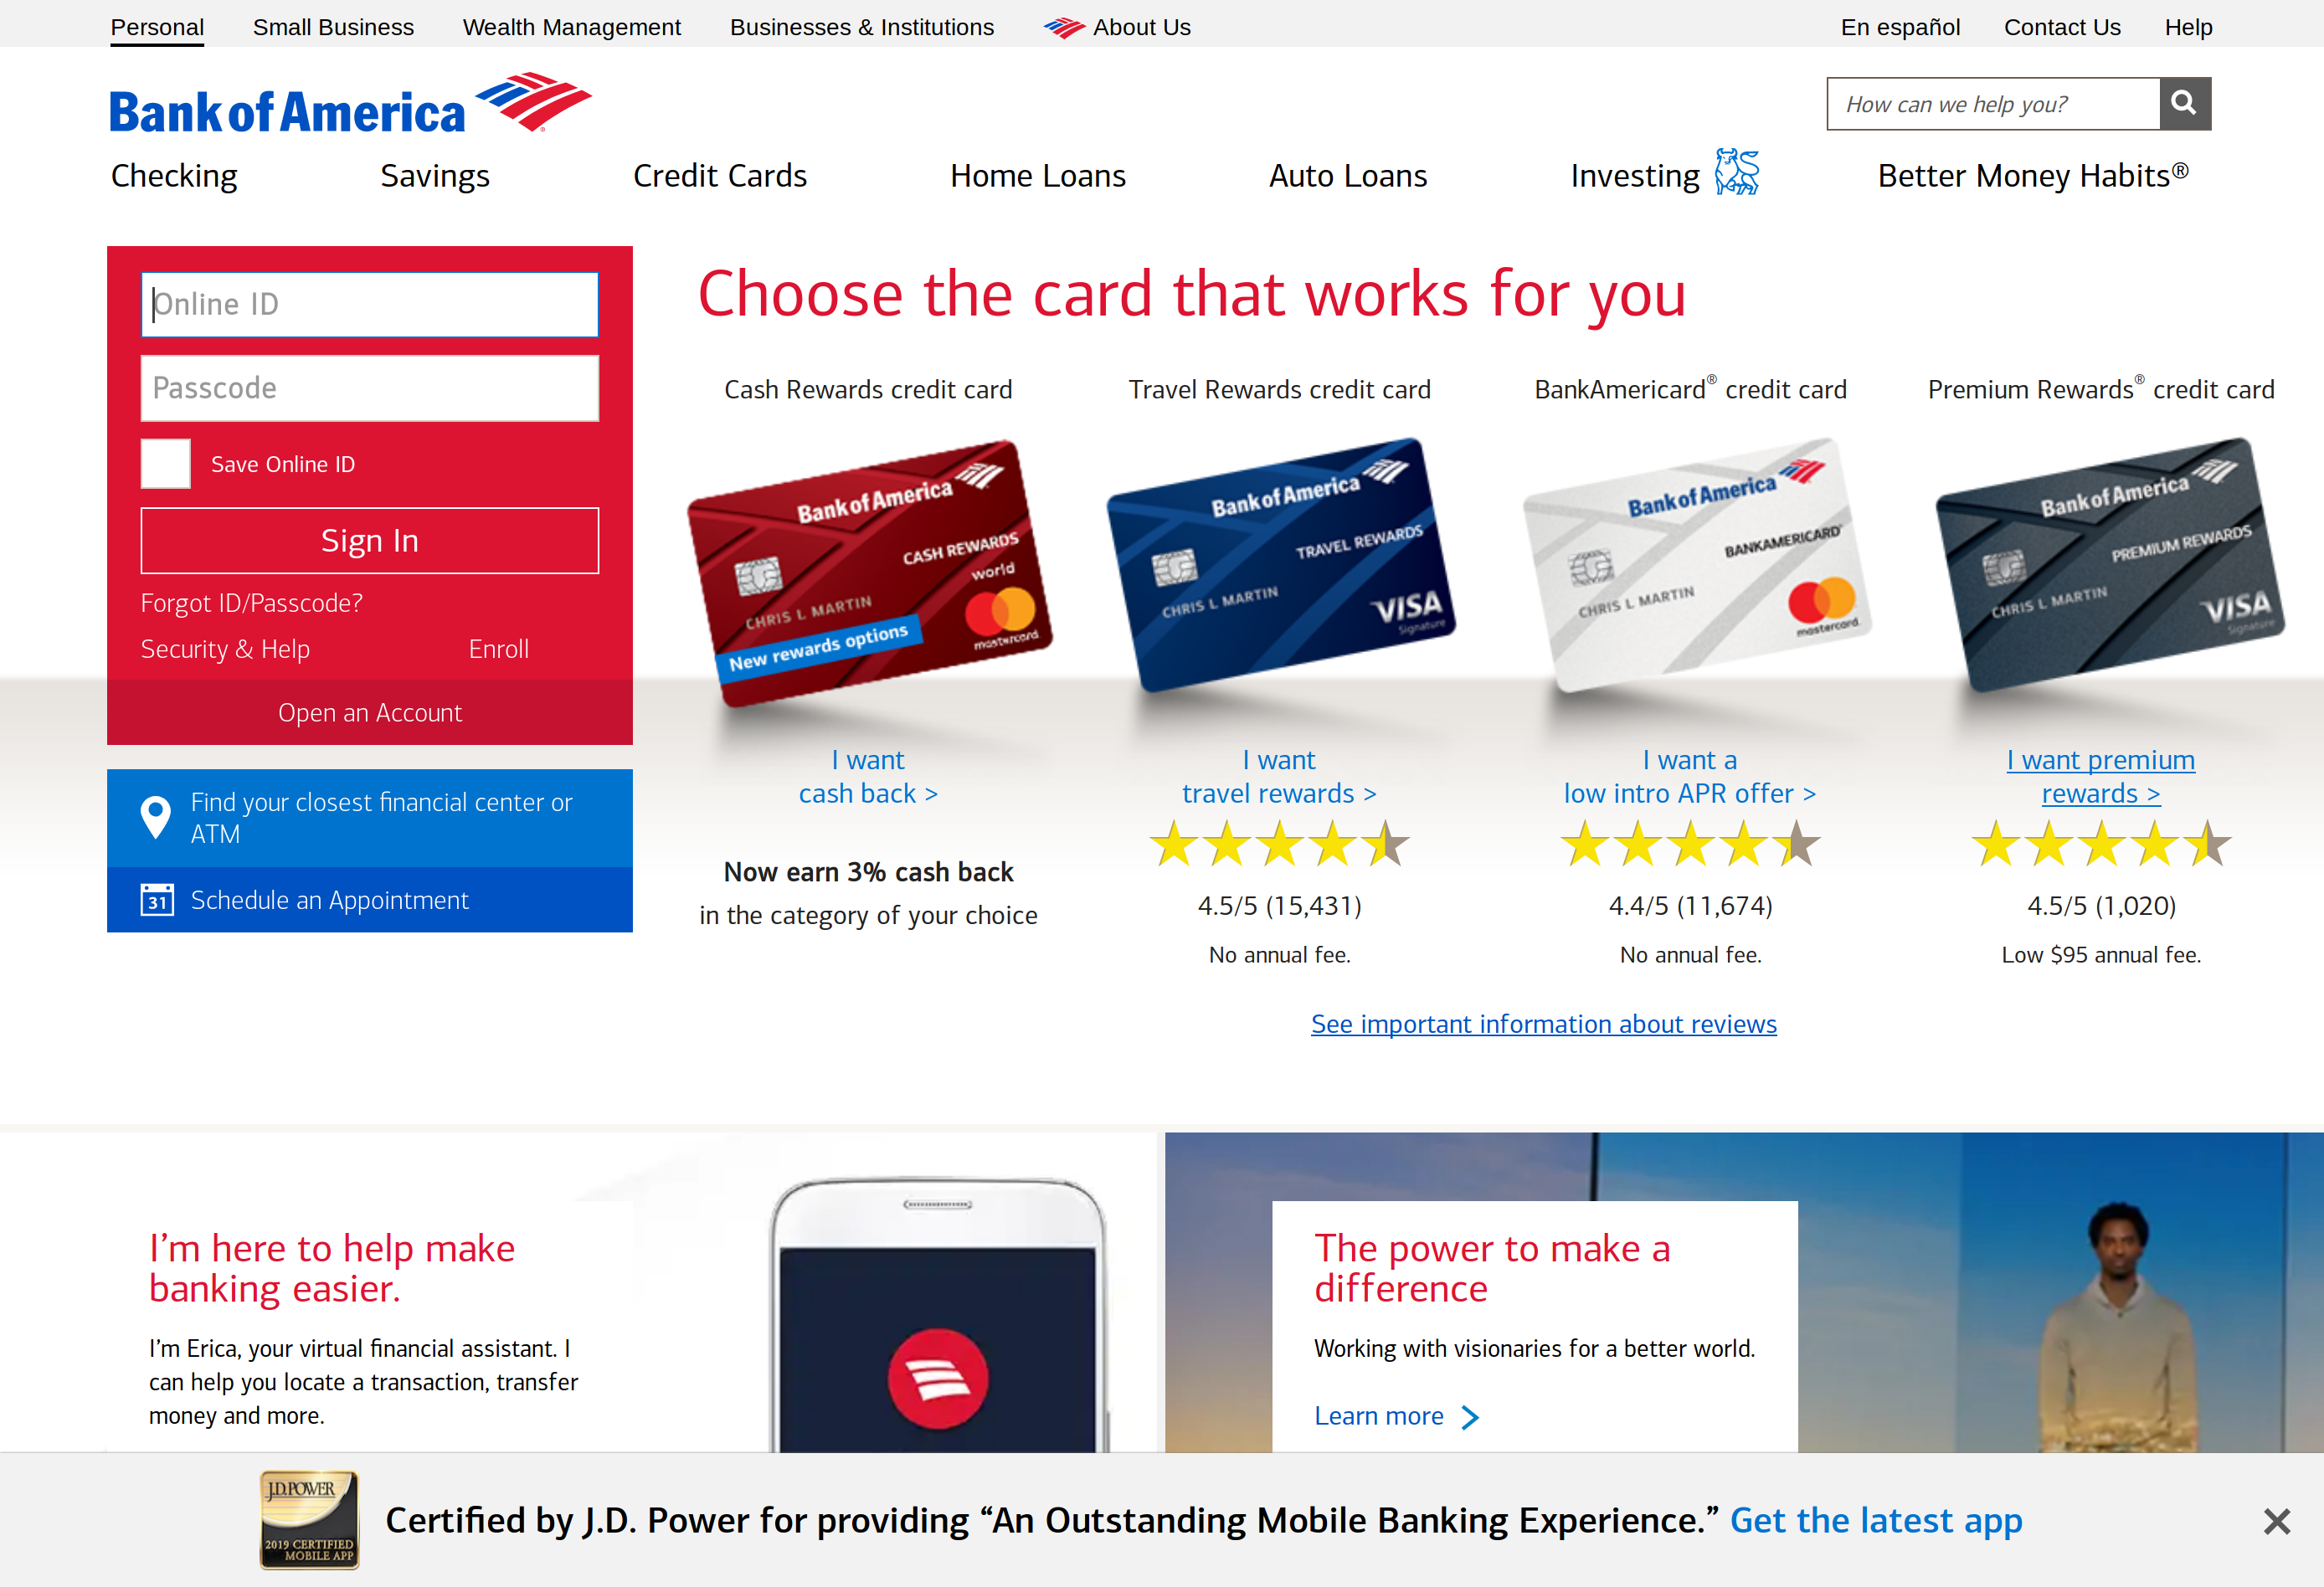 Personal
Small Business
Wealth Management
Businesses & Institutions
About Us
En español
Contact Us
Help
Bank of America
How can we help you?
Checking
Savings
Credit Cards
Home Loans
Auto Loans
Investing
Better Money Habits®
Online ID
Passcode
Save Online ID
Sign In
Forgot ID/Passcode?
Security & Help
Enroll
Open an Account
Find your closest financial center or
ATM
31
Schedule an Appointment
Choose the card that works for you
Cash Rewards credit card
Bank of America
CASH REWARDS
world
CHRIS L MARTIN
mastercard
New rewards options
I want
cash back >
Now earn 3% cash back
in the category of your choice
Travel Rewards credit card
Bank of America
TRAVEL REWARDS
CHRIS L MARTIN
VISA
Signature
I want
travel rewards >
4.5/5 (15,431)
No annual fee.
BankAmericard® credit card
Bank of America
BANKAMERICARD
CHRIS L MARTIN
mastercard
I want a
low intro APR offer >
4.4/5 (11,674)
No annual fee.
Premium Rewards® credit card
Bank of America
PREMIUM REWARDS
CHRIS L MARTIN
VISA
Signature
I want premium
rewards >
4.5/5 (1,020)
Low $95 annual fee.
See important information about reviews
I'm here to help make
banking easier.
I'm Erica, your virtual financial assistant. I
can help you locate a transaction, transfer
money and more.
The power to make a
difference
Working with visionaries for a better world.
Learn more
J.D.POWER
2019 CERTIFIED
MOBILE APP
Certified by J.D. Power for providing “An Outstanding Mobile Banking Experience.” Get the latest app